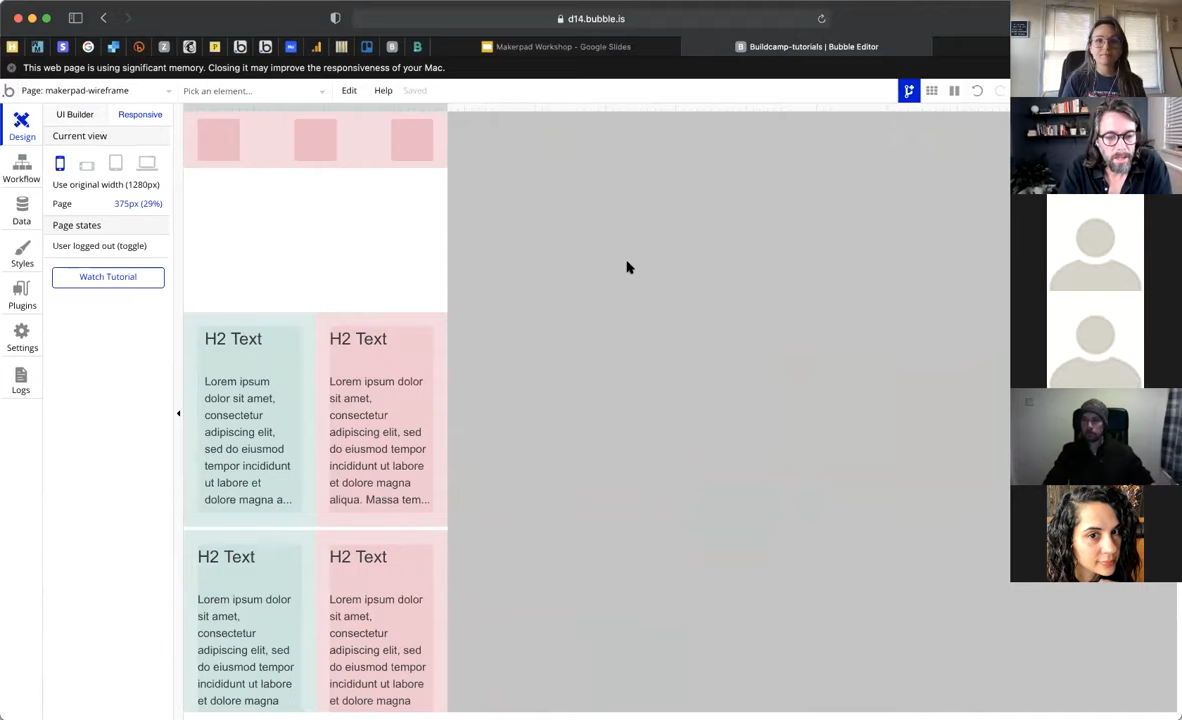 d14.bubble.is
Makerpad Workshop - Google Slides
Buildcamp-tutorials | Bubble Editor
This web page is using significant memory. Closing it may improve the responsiveness of your Mac.
Page: makerpad-wireframe
Pick an element...
Edit
Help
Saved
Design
Workflow
Data
Styles
Plugins
Settings
Logs
UI Builder
Responsive
Current view
Use original width (1280px)
Page
375px (29%)
Page states
User logged out (toggle)
Watch Tutorial
H2 Text
Lorem ipsum
dolor sit amet,
consectetur
adipiscing elit,
sed do eiusmod
tempor incididunt
ut labore et
dolore magna a...
H2 Text
Lorem ipsum dolor
sit amet,
consectetur
adipiscing elit, sed
do eiusmod tempor
incididunt ut labore
et dolore magna
aliqua. Massa tem...
H2 Text
Lorem ipsum dolor
sit amet,
consectetur
adipiscing elit, sed
do eiusmod tempor
incididunt ut labore
et dolore magna
H2 Text
Lorem ipsum dolor
sit amet,
consectetur
adipiscing elit, sed
do eiusmod tempor
incididunt ut labore
et dolore magna